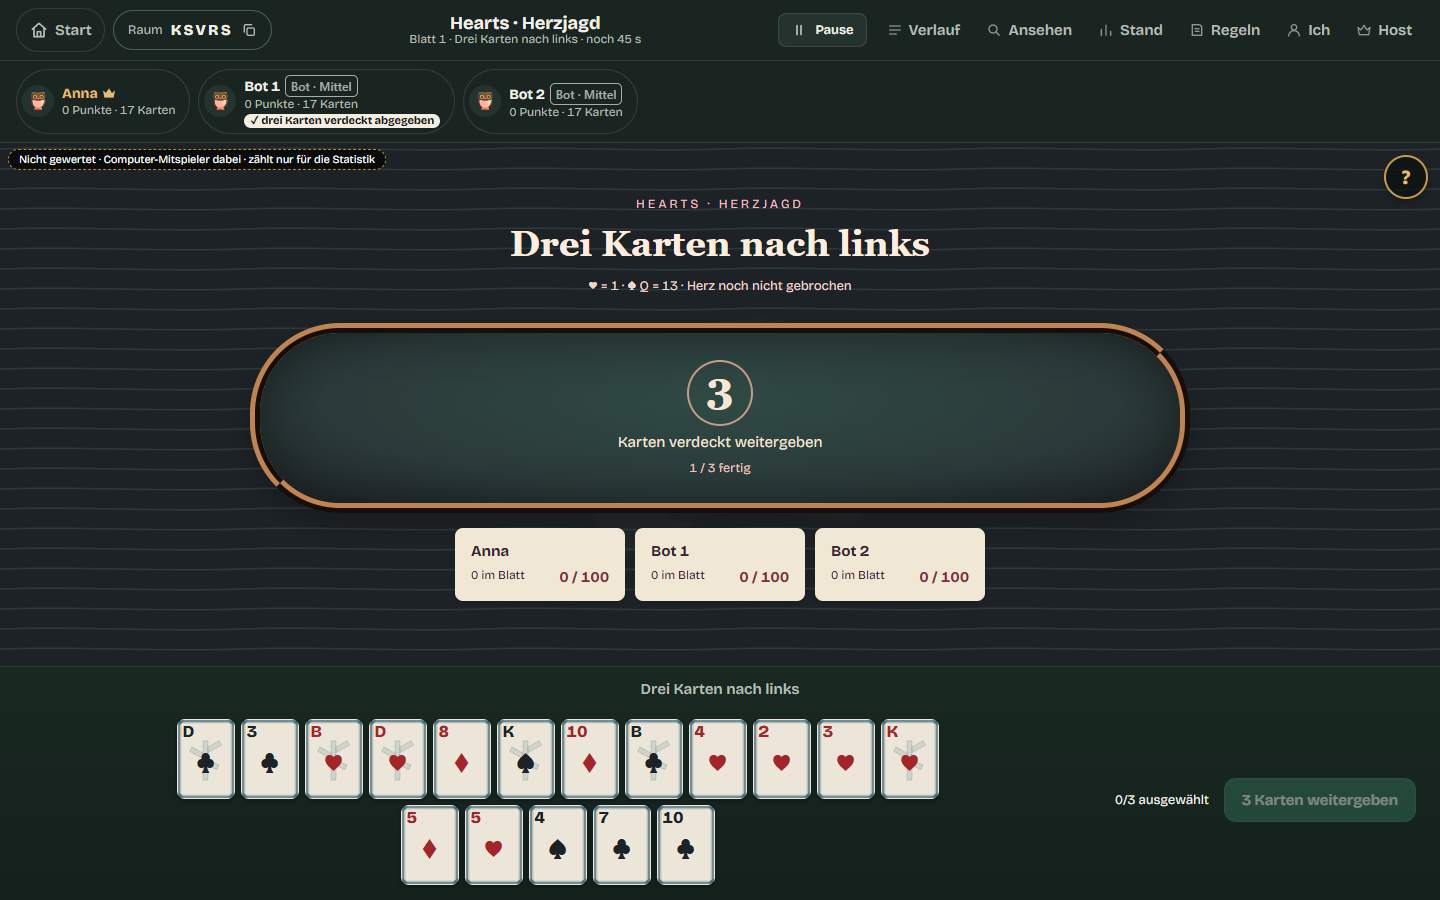 Start
Raum KSVRS
Hearts · Herzjagd
Blatt 1 · Drei Karten nach links · noch 45 s
Pause
Verlauf
Ansehen
Stand
Regeln
Ich
Host
Anna
0 Punkte · 17 Karten
Bot 1 Bot · Mittel
0 Punkte · 17 Karten
✓ drei Karten verdeckt abgegeben
Bot 2 Bot · Mittel
0 Punkte · 17 Karten
Nicht gewertet · Computer-Mitspieler dabei · zählt nur für die Statistik
?
HEARTS · HERZJAGD
Drei Karten nach links
♥ = 1 · ♠ Q = 13 · Herz noch nicht gebrochen
3
Karten verdeckt weitergeben
1 / 3 fertig
Anna
0 im Blatt 0 / 100
Bot 1
0 im Blatt 0 / 100
Bot 2
0 im Blatt 0 / 100
Drei Karten nach links
D ♣ 3 ♣ B ♥ D ♥ 8 ♦ K ♠ 10 ♦ B ♣ 4 ♥ 2 ♥ 3 ♥ K ♥
5 ♦ 5 ♥ 4 ♠ 7 ♣ 10 ♣
0/3 ausgewählt
3 Karten weitergeben